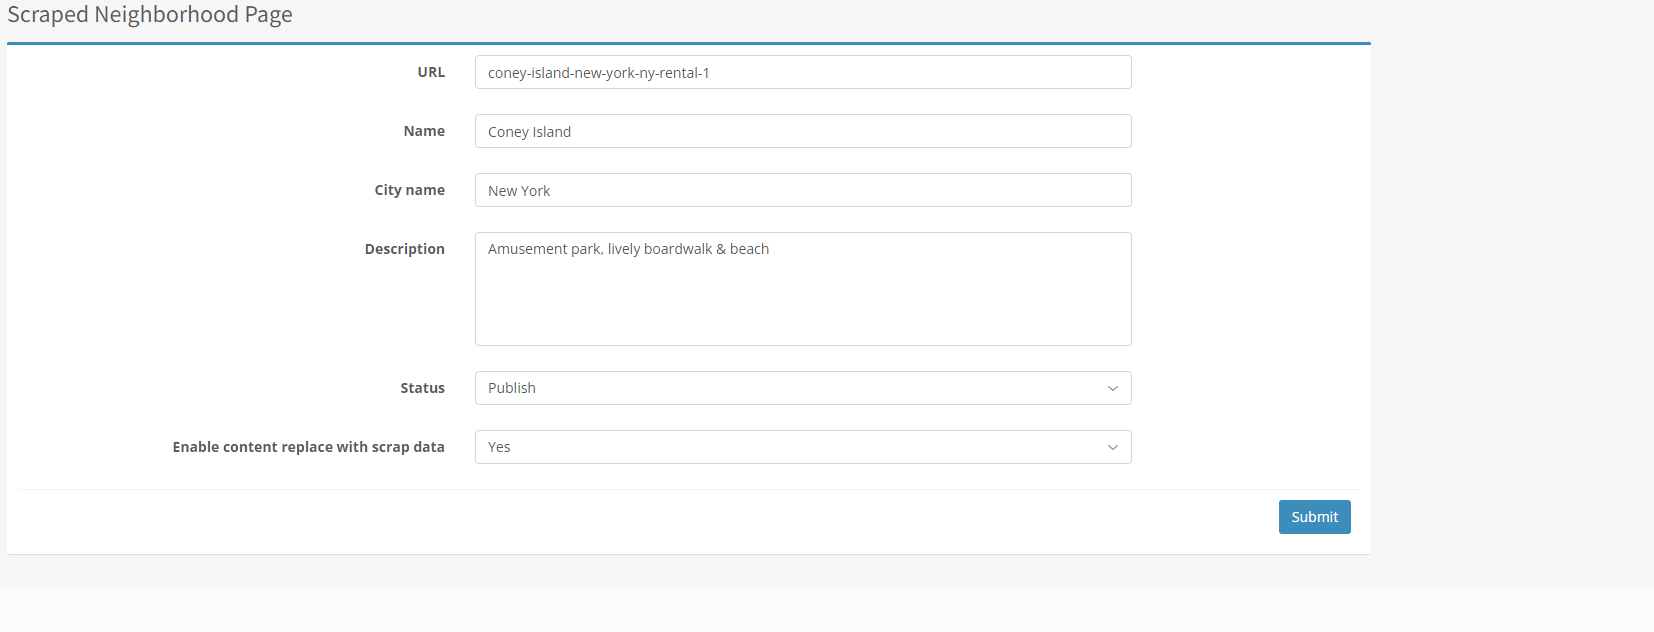 Scraped Neighborhood Page
URL
coney-island-new-york-ny-rental-1
Name
Coney Island
City name
New York
Description
Amusement park, lively boardwalk & beach
Status
Publish
Enable content replace with scrap data
Yes
Submit